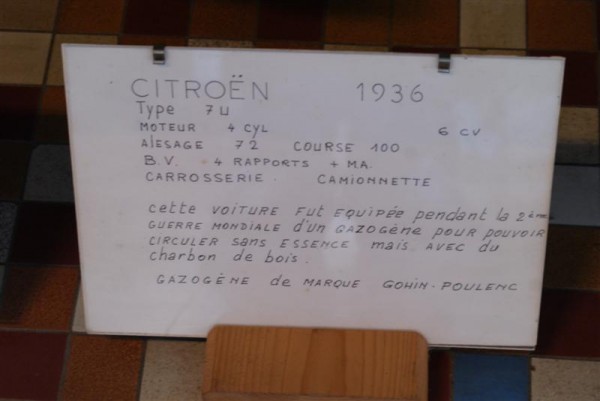 CITROËN 1936
Type 7U
MOTEUR 4 CYL 6 CV
AlESAGE 72 COURSE 100
B.V. 4 RAPPORTS + M.A.
CARROSSERIE. CAMIONNETTE
cette VOITURE FUT EQUIPÉE pendant la 2ème
GUERRE MONDIALE d'un GAZOGÈNE POUR POUVOIR
CIRCULER sans ESSENCE mais AVEC du
charbon de bois.
GAZOGÈNE de MARQUE GOHIN-POULENC